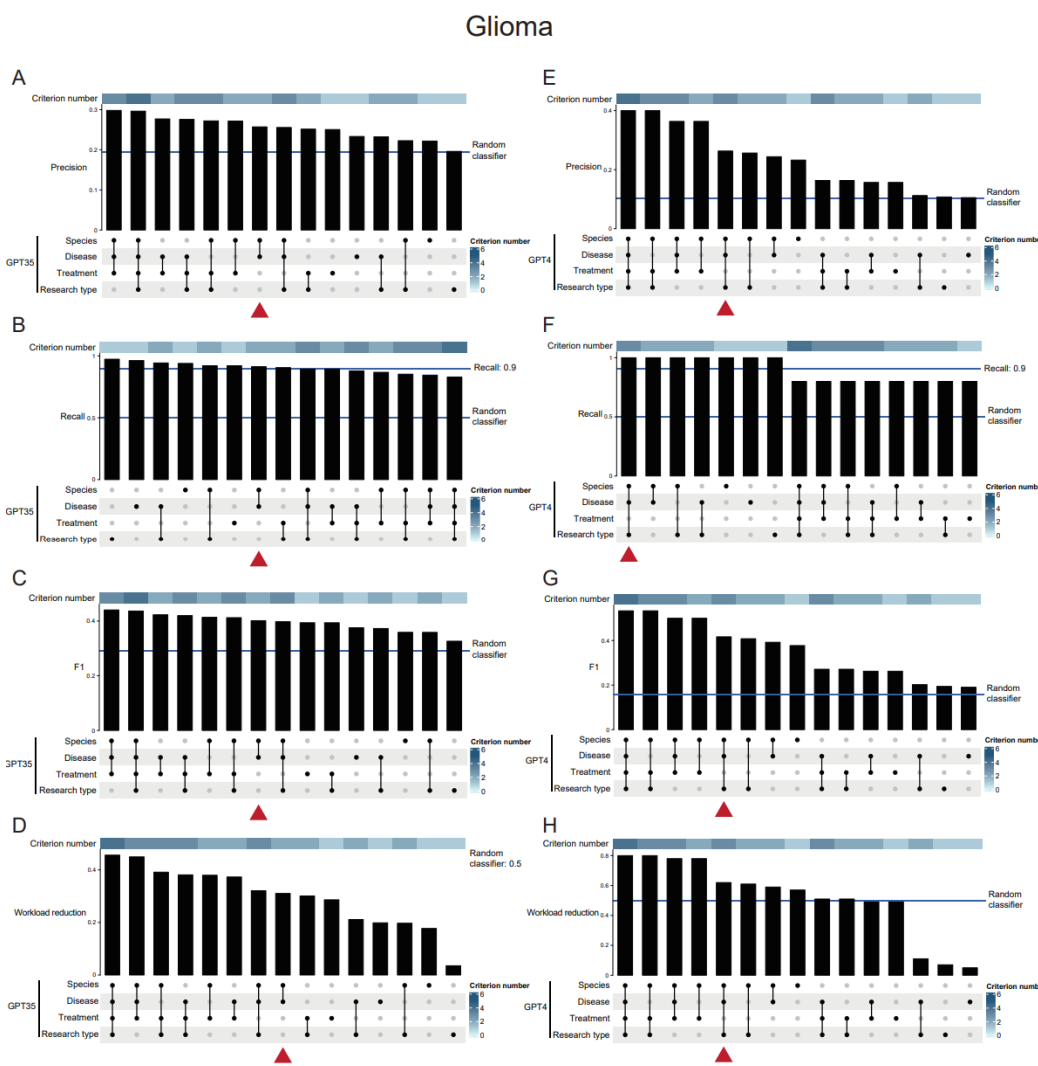 Glioma
A
Criterion number
0.3
0.2
0.1
0
Precision
Random
classifier
GPT35
Species
Disease
Treatment
Research type
Criterion number
6
4
2
0
B
Criterion number
1
0.5
0
Recall
Recall: 0.9
Random
classifier
GPT35
Species
Disease
Treatment
Research type
Criterion number
6
4
2
0
C
Criterion number
0.4
0.2
0
F1
Random
classifier
GPT35
Species
Disease
Treatment
Research type
Criterion number
6
4
2
0
D
Criterion number
0.4
0.2
0
Workload reduction
Random
classifier: 0.5
GPT35
Species
Disease
Treatment
Research type
Criterion number
6
4
2
0
E
Criterion number
0.4
0.2
0
Precision
Random
classifier
GPT4
Species
Disease
Treatment
Research type
Criterion number
6
4
2
0
F
Criterion number
1
0.5
0
Recall
Recall: 0.9
Random
classifier
GPT4
Species
Disease
Treatment
Research type
Criterion number
6
4
2
0
G
Criterion number
0.4
0.2
0
F1
Random
classifier
GPT4
Species
Disease
Treatment
Research type
Criterion number
6
4
2
0
H
Criterion number
0.8
0.6
0.4
0.2
0
Workload reduction
Random
classifier
GPT4
Species
Disease
Treatment
Research type
Criterion number
6
4
2
0